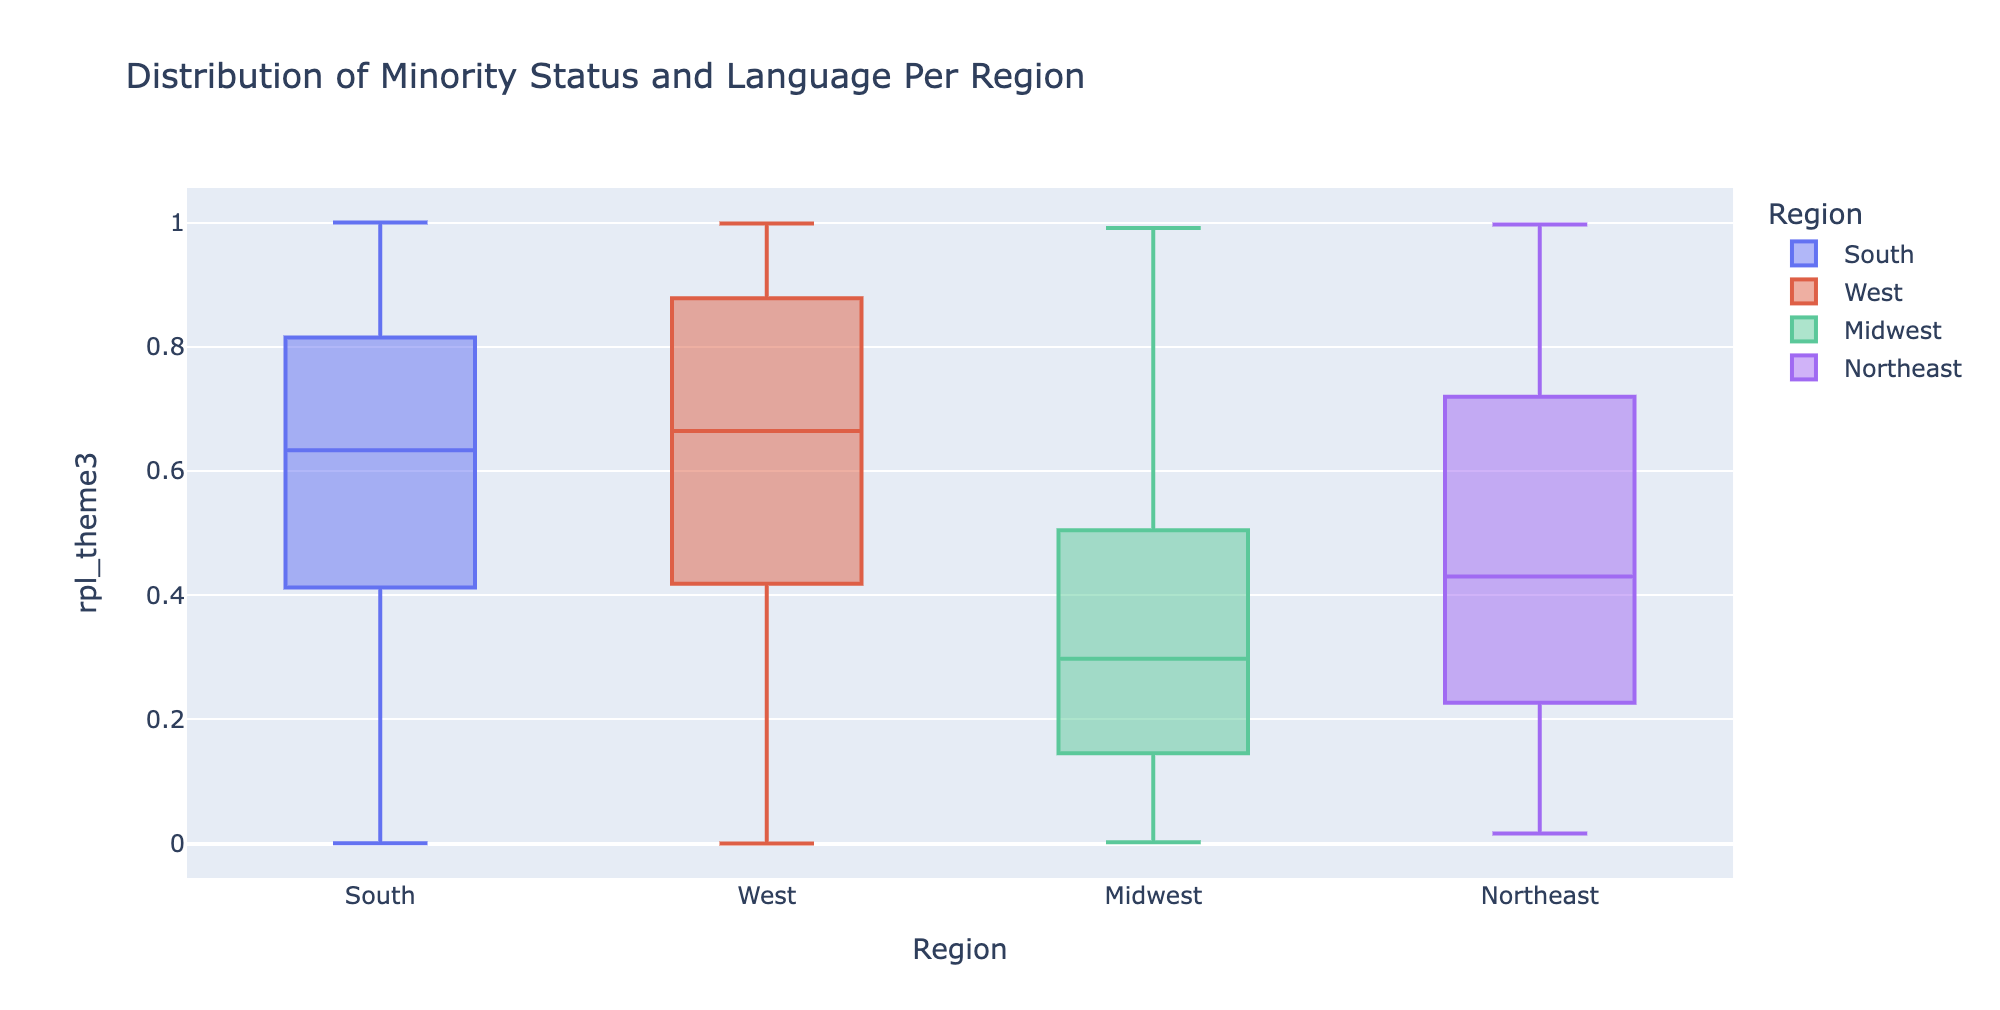 Distribution of Minority Status and Language Per Region
1
0.8
0.6
0.4
0.2
0
rpl_theme3
South
West
Midwest
Northeast
Region
Region
South
West
Midwest
Northeast